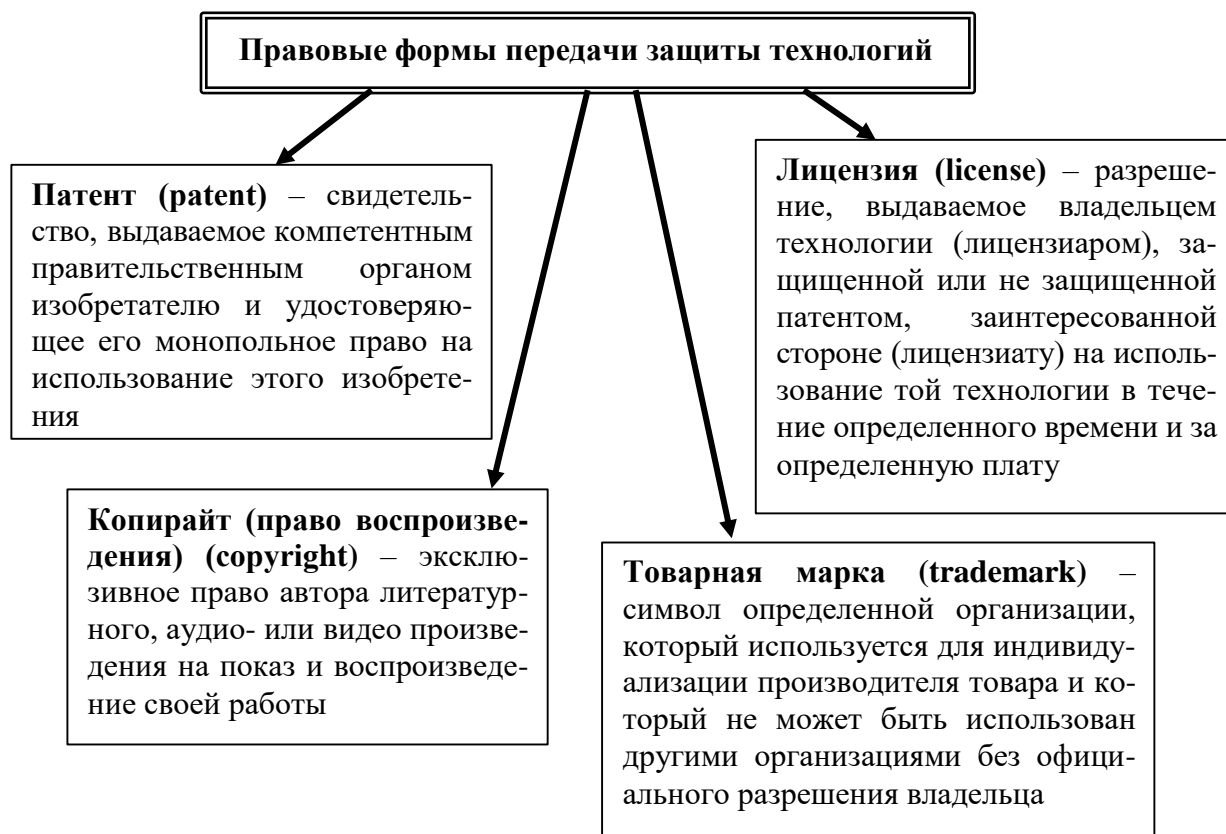 Правовые формы передачи защиты технологий
Патент (patent) – свидетель-
ство, выдаваемое компетентным
правительственным органом
изобретателю и удостоверяю-
щее его монопольное право на
использование этого изобрете-
ния
Лицензия (license) – разреше-
ние, выдаваемое владельцем
технологии (лицензиаром), за-
щищенной или не защищенной
патентом, заинтересованной
стороне (лицензиату) на исполь-
зование той технологии в тече-
ние определенного времени и за
определенную плату
Копирайт (право воспроизве-
дения) (copyright) – эксклю-
зивное право автора литератур-
ного, аудио- или видео произве-
дения на показ и воспроизведе-
ние своей работы
Товарная марка (trademark) –
символ определенной организации,
который используется для индивиду-
ализации производителя товара и ко-
торый не может быть использован
другими организациями без офици-
ального разрешения владельца